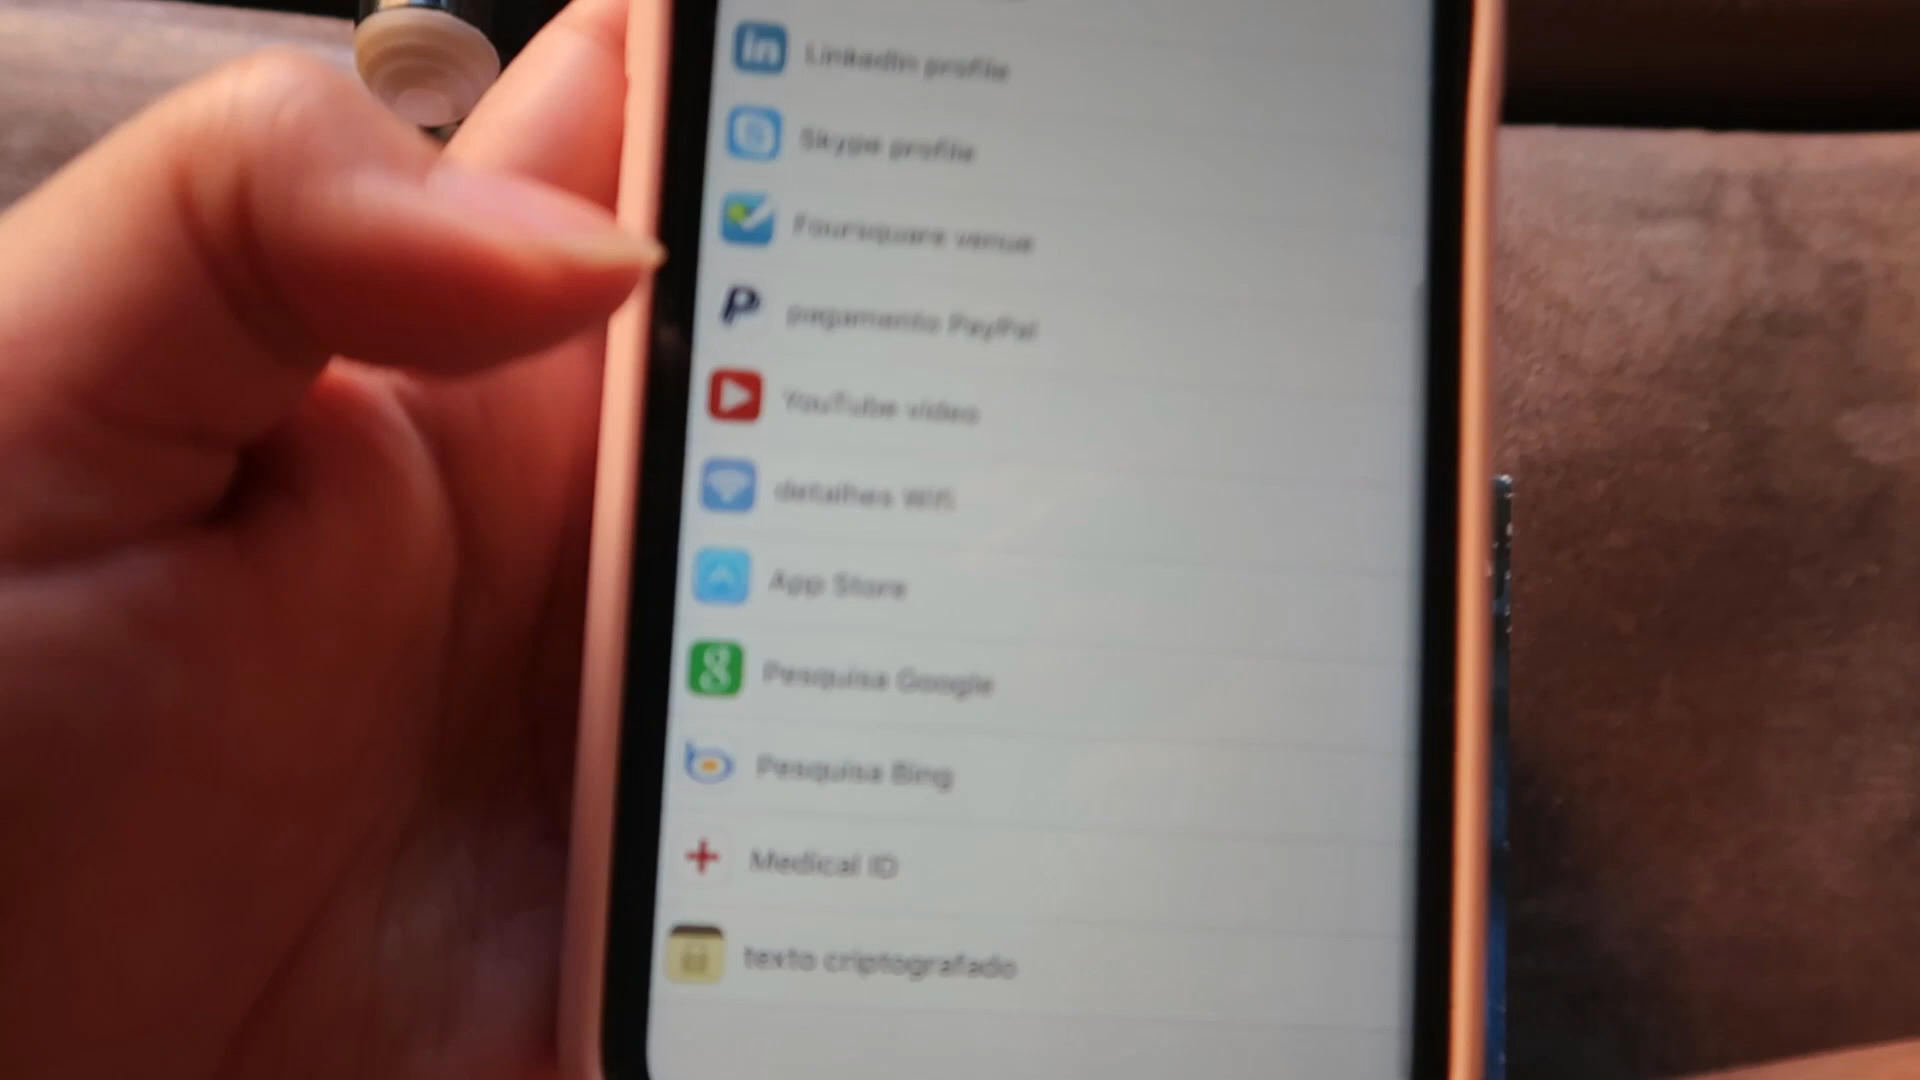 LinkedIn profile
Skype profile
Foursquare venue
pagamento PayPal
YouTube video
detalhes Wifi
App Store
Pesquisa Google
Pesquisa Bing
Medical ID
texto criptografado